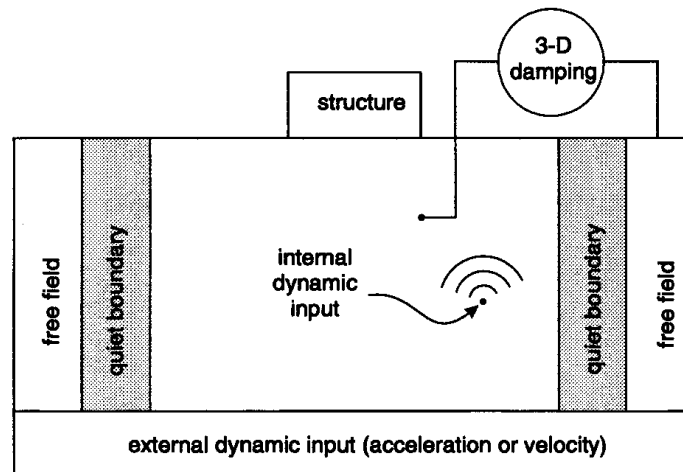 3-D
damping
structure
free field
quiet boundary
internal
dynamic
input
quiet boundary
free field
external dynamic input (acceleration or velocity)